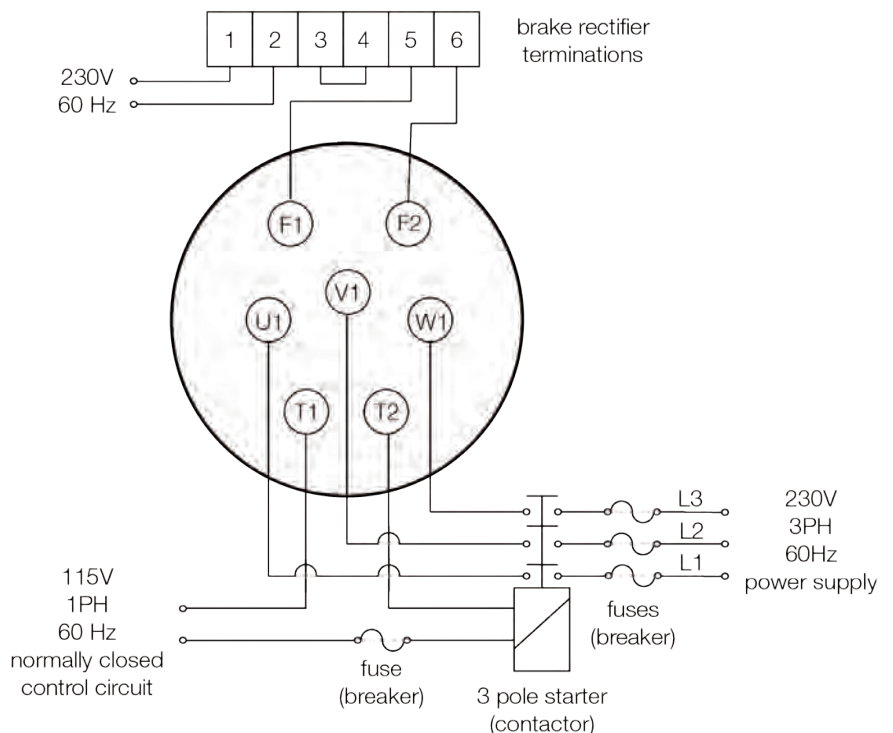 1 2 3 4 5 6
brake rectifier
terminations
230V
60 Hz
F1 F2
V1
U1 W1
T1 T2
L3
L2
L1
230V
3PH
60Hz
power supply
fuses
(breaker)
115V
1PH
60 Hz
normally closed
control circuit
fuse
(breaker)
3 pole starter
(contactor)